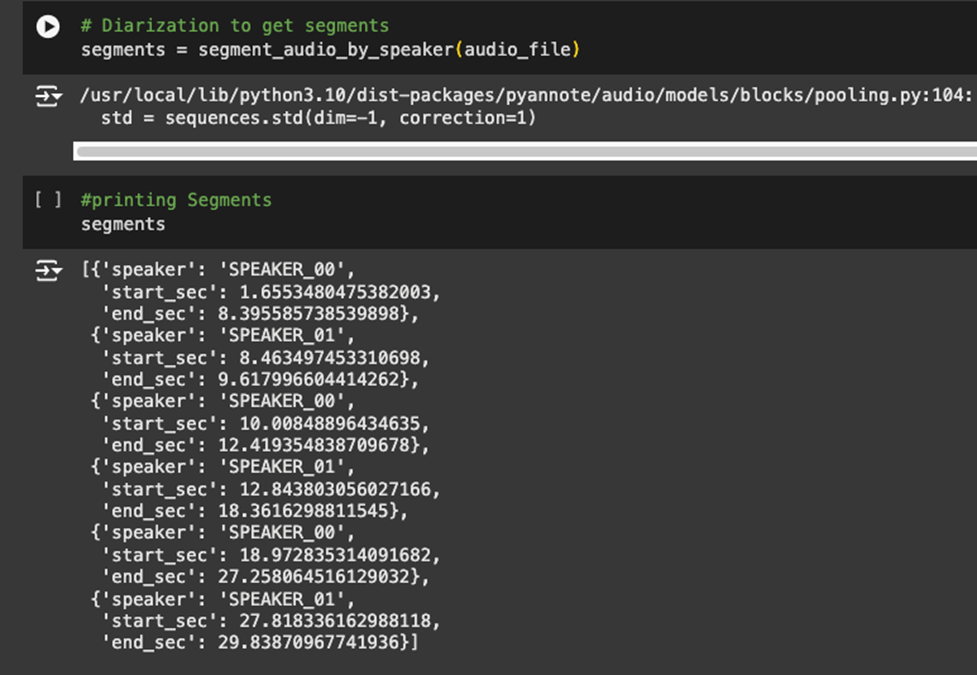 # Diarization to get segments
segments = segment_audio_by_speaker(audio_file)
/usr/local/lib/python3.10/dist-packages/pyannote/audio/models/blocks/pooling.py:104:
  std = sequences.std(dim=-1, correction=1)
[ ] #printing Segments
segments
[{'speaker': 'SPEAKER_00',
  'start_sec': 1.6553480475382003,
  'end_sec': 8.395585738539898},
 {'speaker': 'SPEAKER_01',
  'start_sec': 8.463497453310698,
  'end_sec': 9.617996604414262},
 {'speaker': 'SPEAKER_00',
  'start_sec': 10.00848896434635,
  'end_sec': 12.419354838709678},
 {'speaker': 'SPEAKER_01',
  'start_sec': 12.843803056027166,
  'end_sec': 18.3616298811545},
 {'speaker': 'SPEAKER_00',
  'start_sec': 18.972835314091682,
  'end_sec': 27.258064516129032},
 {'speaker': 'SPEAKER_01',
  'start_sec': 27.818336162988118,
  'end_sec': 29.83870967741936}]